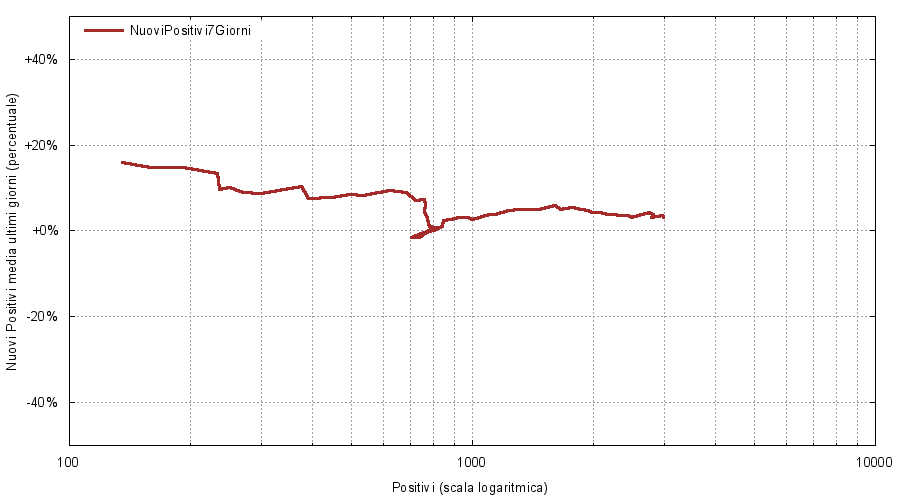 NuoviPositivi7Giorni
+40%
+20%
+0%
-20%
-40%
Nuovi Positivi media ultimi giorni (percentuale)
100 1000 10000
Positivi (scala logaritmica)